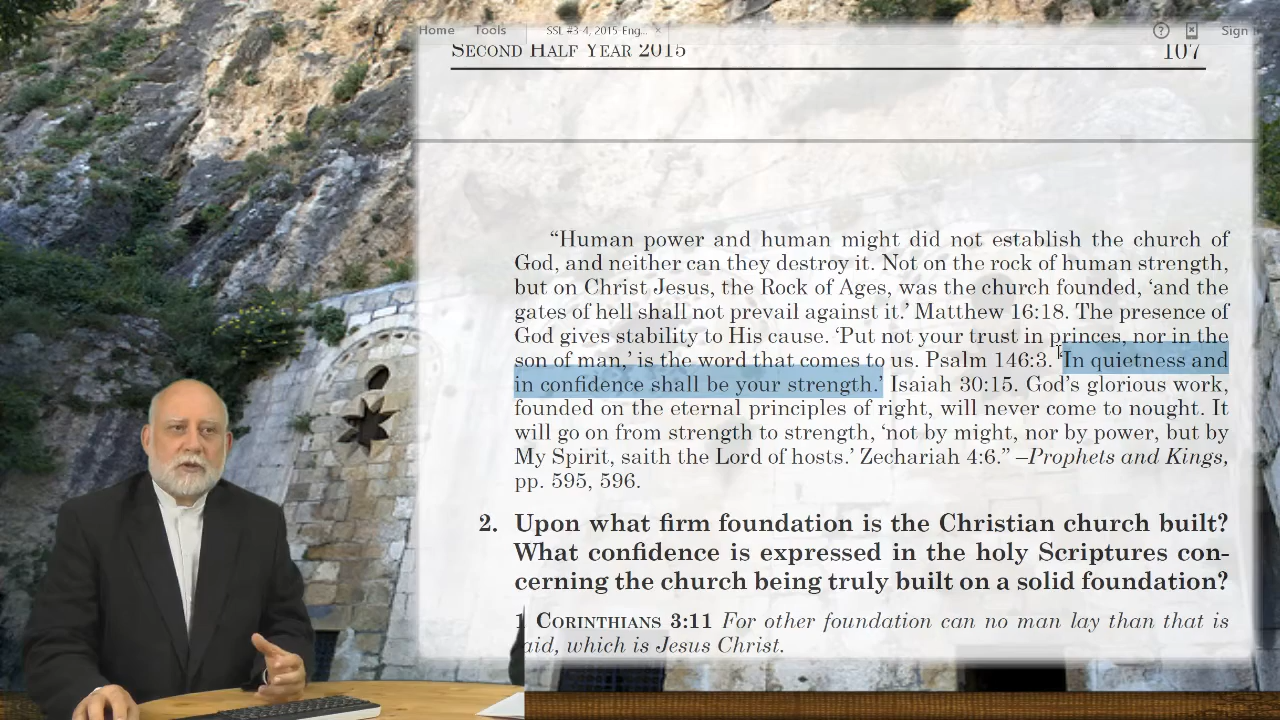 Home Tools SSL #3-4, 2015-Eng... × Sign
SECOND HALF YEAR 2015 107
“Human power and human might did not establish the church of
God, and neither can they destroy it. Not on the rock of human strength,
but on Christ Jesus, the Rock of Ages, was the church founded, ‘and the
gates of hell shall not prevail against it.’ Matthew 16:18. The presence of
God gives stability to His cause. ‘Put not your trust in princes, nor in the
son of man,’ is the word that comes to us. Psalm 146:3. ‘In quietness and
in confidence shall be your strength.’ Isaiah 30:15. God’s glorious work,
founded on the eternal principles of right, will never come to nought. It
will go on from strength to strength, ‘not by might, nor by power, but by
My Spirit, saith the Lord of hosts.’ Zechariah 4:6.” –Prophets and Kings,
pp. 595, 596.
2. Upon what firm foundation is the Christian church built?
What confidence is expressed in the holy Scriptures con-
cerning the church being truly built on a solid foundation?
1 CORINTHIANS 3:11 For other foundation can no man lay than that is
aid, which is Jesus Christ.